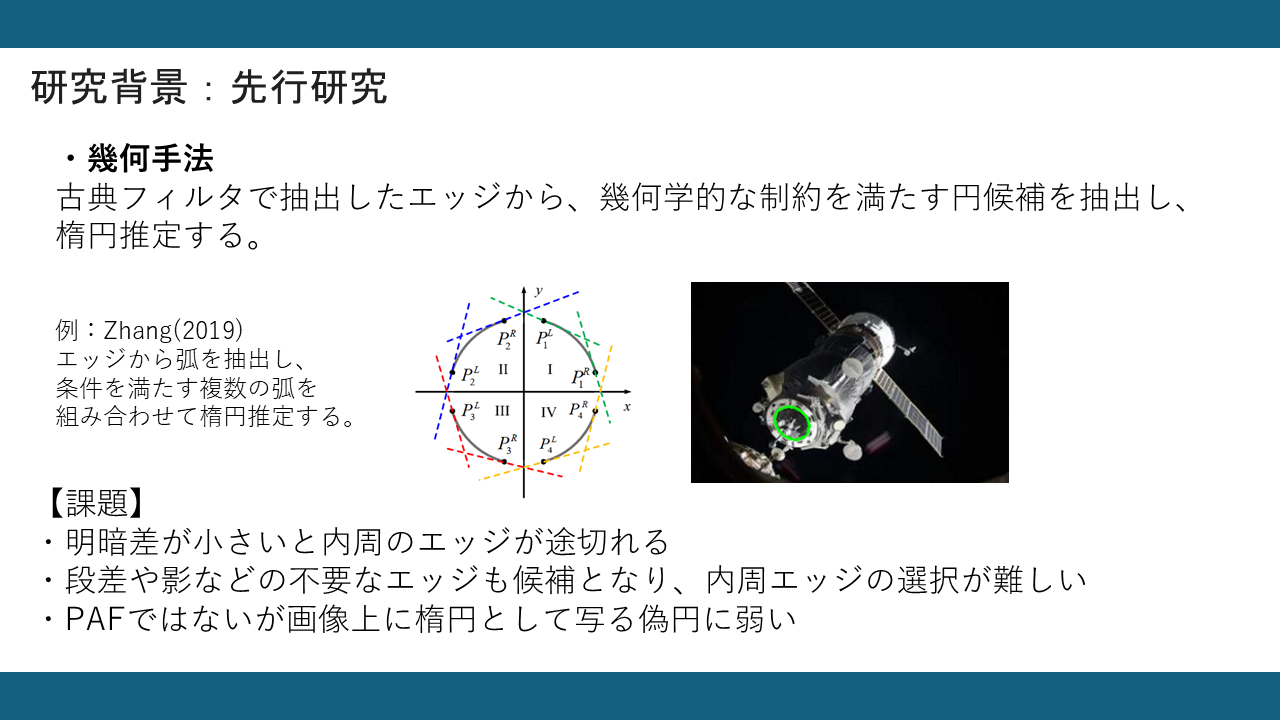 研究背景：先行研究
・幾何手法
古典フィルタで抽出したエッジから、幾何学的な制約を満たす円候補を抽出し、
楕円推定する。
例：Zhang(2019)
エッジから弧を抽出し、
条件を満たす複数の弧を
組み合わせて楕円推定する。
y
P₂ᴿ P₁ᴸ
II I
P₂ᴸ P₁ᴿ
x
P₃ᴸ III IV P₄ᴿ
P₃ᴿ P₄ᴸ
【課題】
・明暗差が小さいと内周のエッジが途切れる
・段差や影などの不要なエッジも候補となり、内周エッジの選択が難しい
・PAFではないが画像上に楕円として写る偽円に弱い